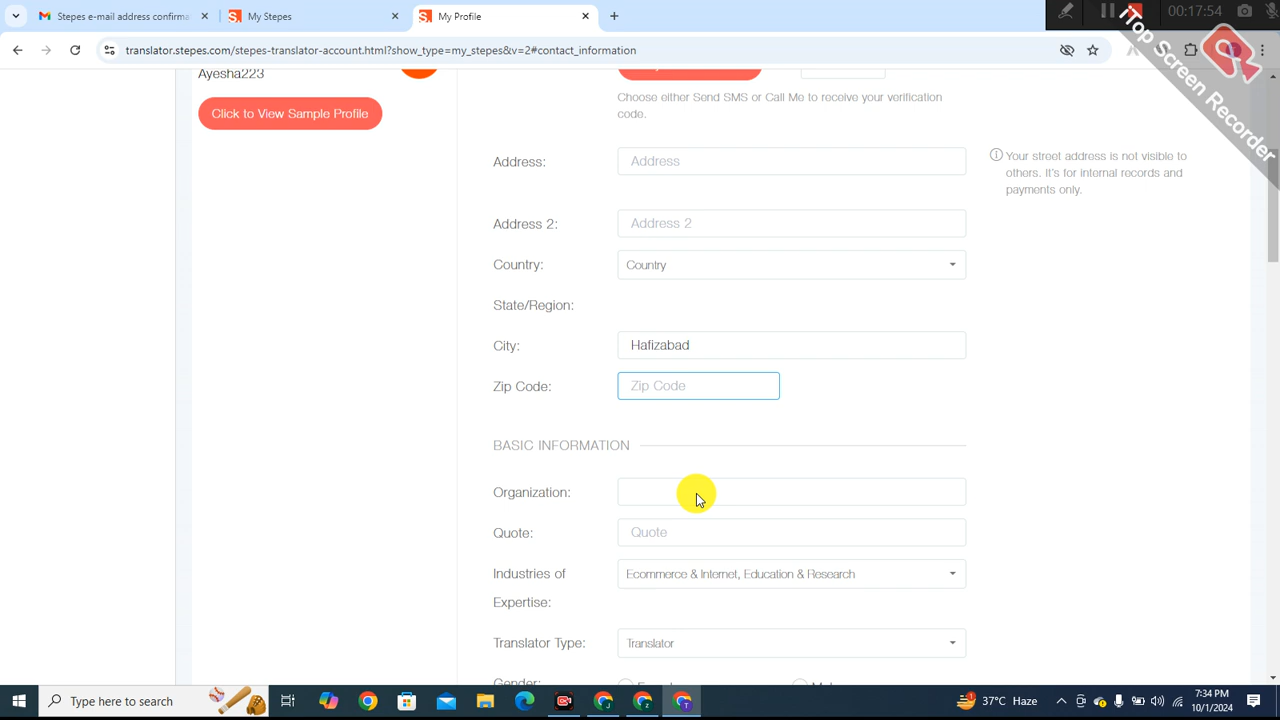 Stepes e-mail address confirma
My Stepes
My Profile
00:17:54
translator.stepes.com/stepes-translator-account.html?show_type=my_stepes&v=2#contact_information
iTop Screen Recorder
Ayesha223
Click to View Sample Profile
Choose either Send SMS or Call Me to receive your verification
code.
Address:
Address
Your street address is not visible to
others. It's for internal records and
payments only.
Address 2:
Address 2
Country:
Country
State/Region:
City:
Hafizabad
Zip Code:
Zip Code
BASIC INFORMATION
Organization:
Quote:
Quote
Industries of
Expertise:
Ecommerce & Internet, Education & Research
Translator Type:
Translator
Type here to search
37°C Haze
7:34 PM
10/1/2024